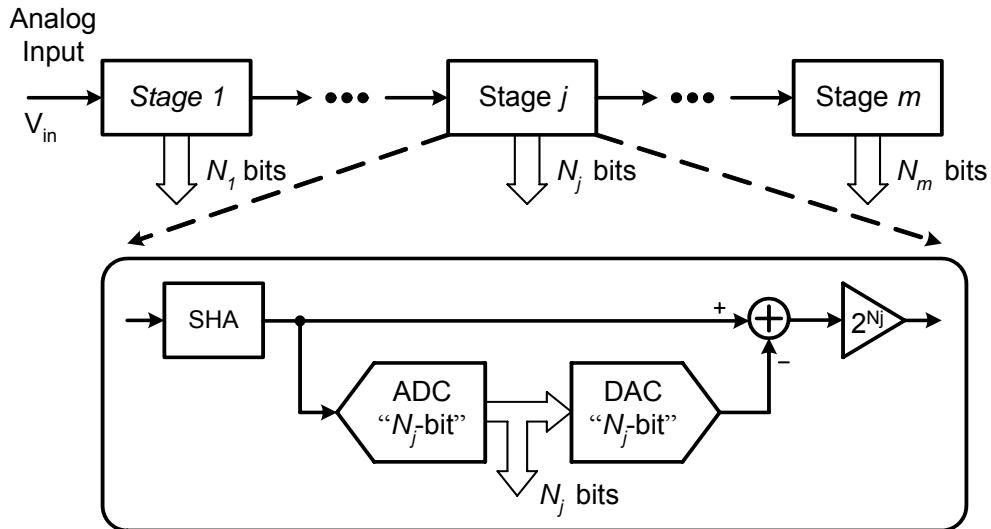 Analog
Input
V_in
Stage 1
•••
Stage j
•••
Stage m
N_1 bits
N_j bits
N_m bits
SHA
+
−
2^Nj
ADC
“N_j-bit”
DAC
“N_j-bit”
N_j bits